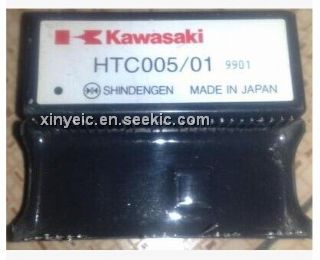 Kawasaki
HTC005/01 9901
SHINDENGEN MADE IN JAPAN
xinyeic.en.seekic.com